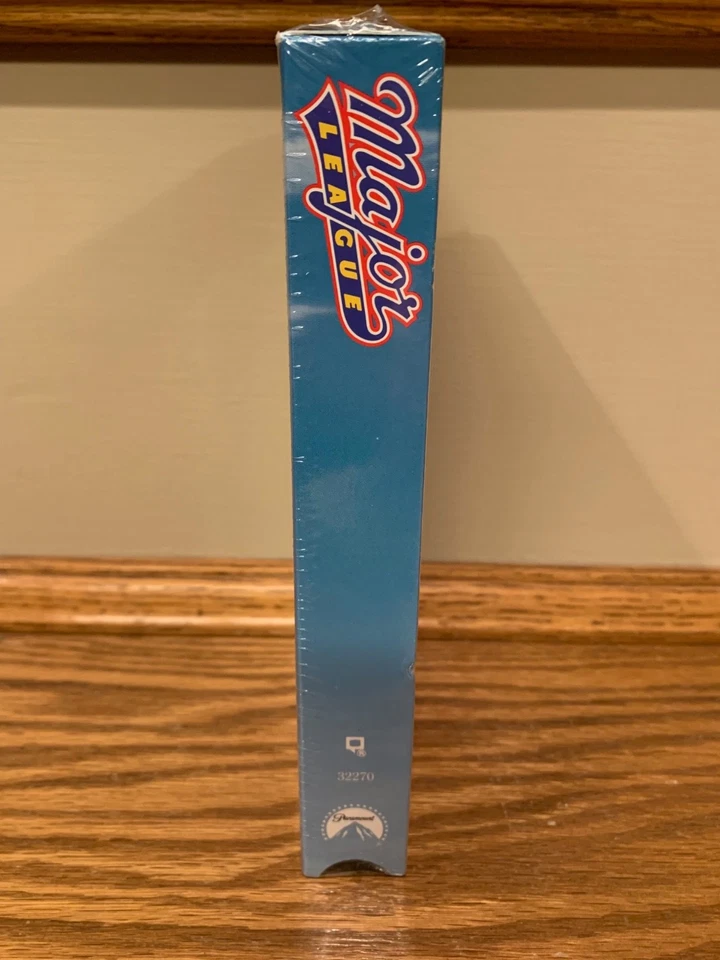 Major
LEAGUE
®
32270
Paramount